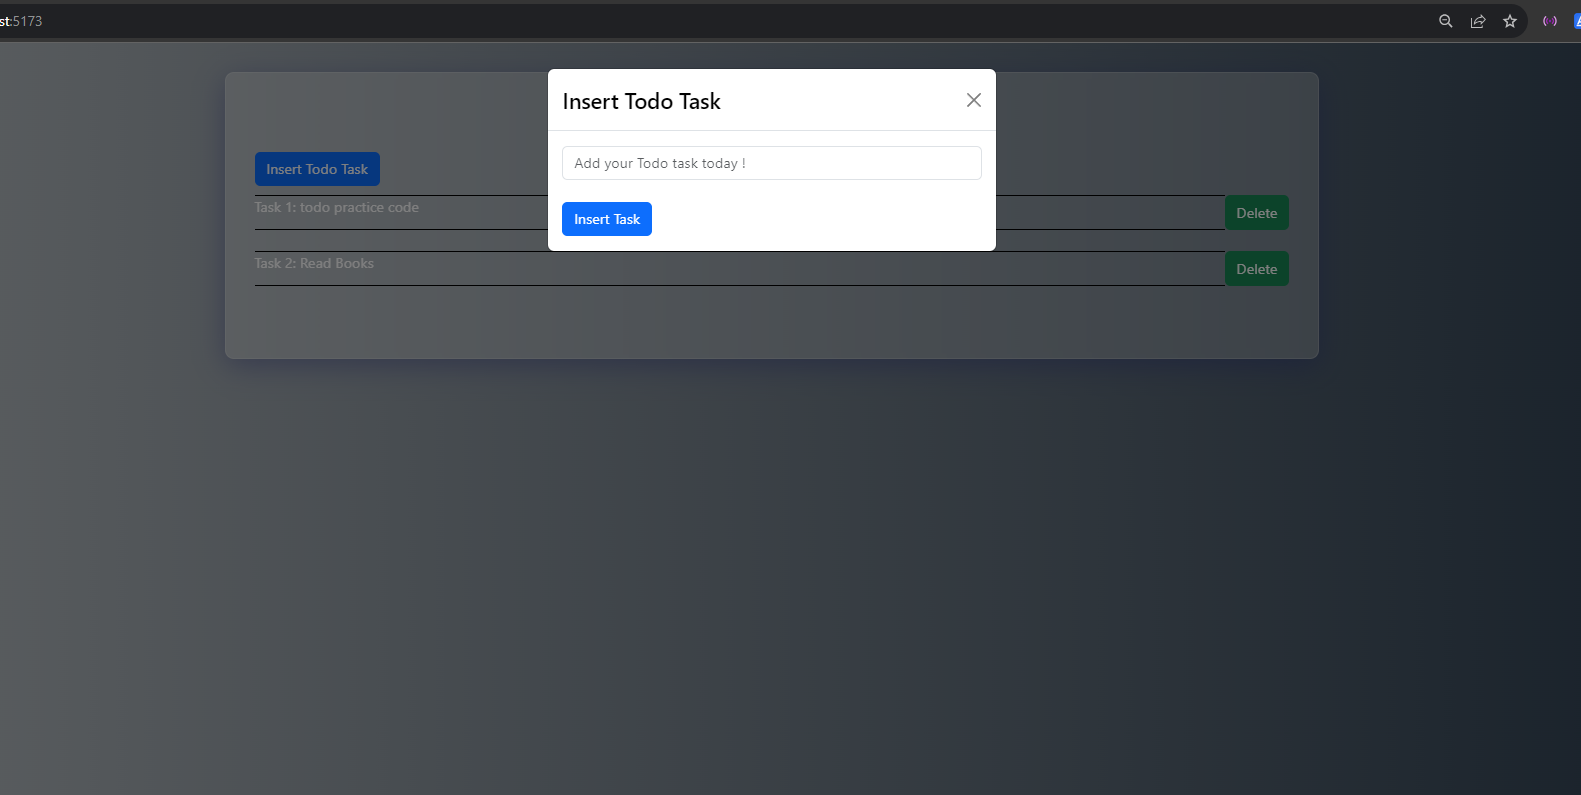 st:5173
Insert Todo Task
Add your Todo task today !
Insert Task
Insert Todo Task
Task 1: todo practice code
Delete
Task 2: Read Books
Delete